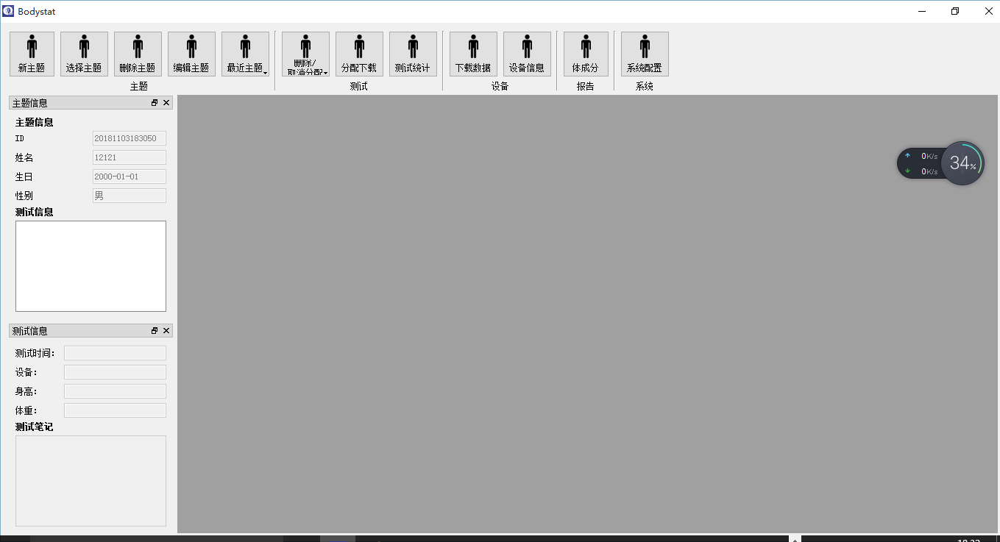 Bodystat
新主题
选择主题
删除主题
编辑主题
最近主题
删除/
取消分配
分配下载
测试统计
下载数据
设备信息
体成分
系统配置
主题
测试
设备
报告
系统
主题信息
主题信息
ID
20181103183050
姓名
12121
生日
2000-01-01
性别
男
测试信息
测试信息
测试时间:
设备:
身高:
体重:
测试笔记
0K/s
0K/s
34%